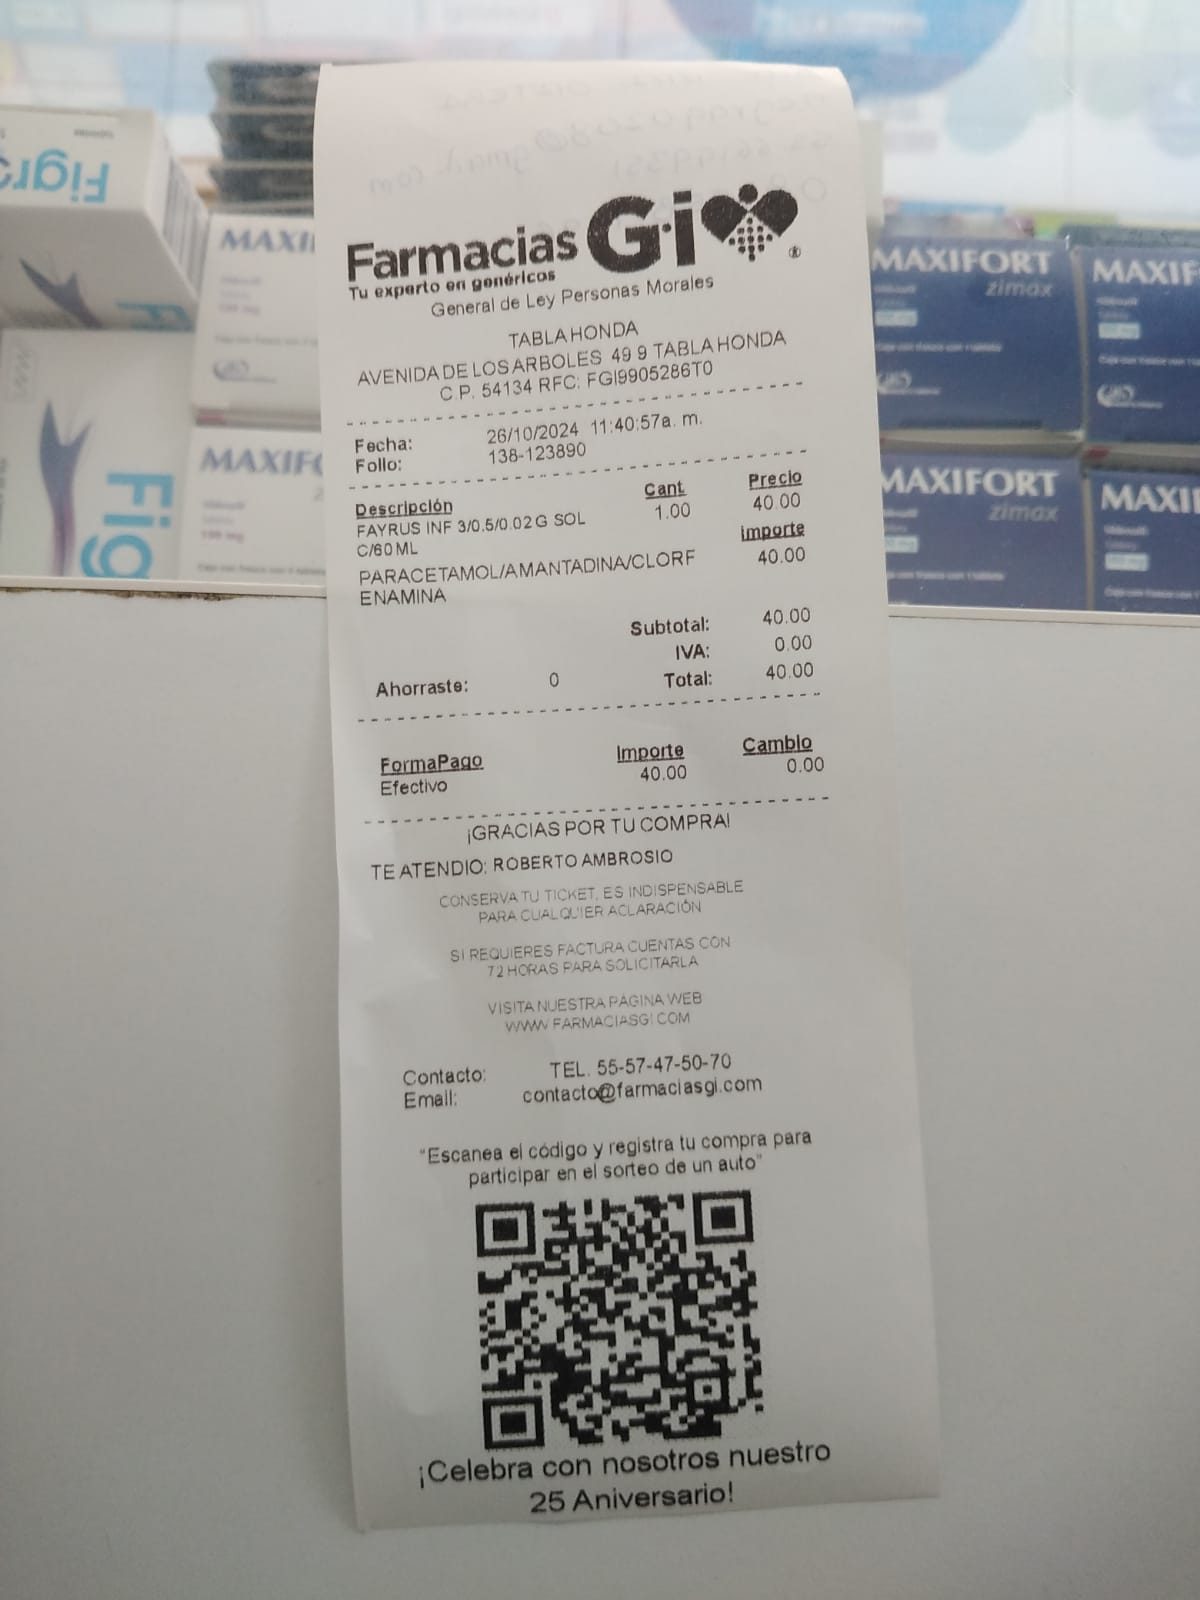 Farmacias Gi
Tu experto en genéricos
General de Ley Personas Morales
TABLA HONDA
AVENIDA DE LOS ARBOLES 49 9 TABLA HONDA
C.P. 54134 RFC: FGI9905286T0
Fecha: 26/10/2024 11:40:57a. m.
Folio: 138-123890
Descripción Cant Precio
FAYRUS INF 3/0.5/0.02 G SOL 1.00 40.00
C/60 ML importe
PARACETAMOL/AMANTADINA/CLORF 40.00
ENAMINA
Subtotal: 40.00
IVA: 0.00
Ahorraste: 0 Total: 40.00
FormaPago Importe Cambio
Efectivo 40.00 0.00
¡GRACIAS POR TU COMPRA!
TE ATENDIO: ROBERTO AMBROSIO
CONSERVA TU TICKET, ES INDISPENSABLE
PARA CUALQUIER ACLARACIÓN
SI REQUIERES FACTURA CUENTAS CON
72 HORAS PARA SOLICITARLA
VISITA NUESTRA PAGINA WEB
WWW.FARMACIASGI.COM
Contacto: TEL. 55-57-47-50-70
Email: contacto@farmaciasgi.com
"Escanea el código y registra tu compra para
participar en el sorteo de un auto"
¡Celebra con nosotros nuestro
25 Aniversario!
Figr
Fig
MAXI
MAXIF
MAXIFORT
zimax
MAXIF
MAXIFORT
zimax
MAXI